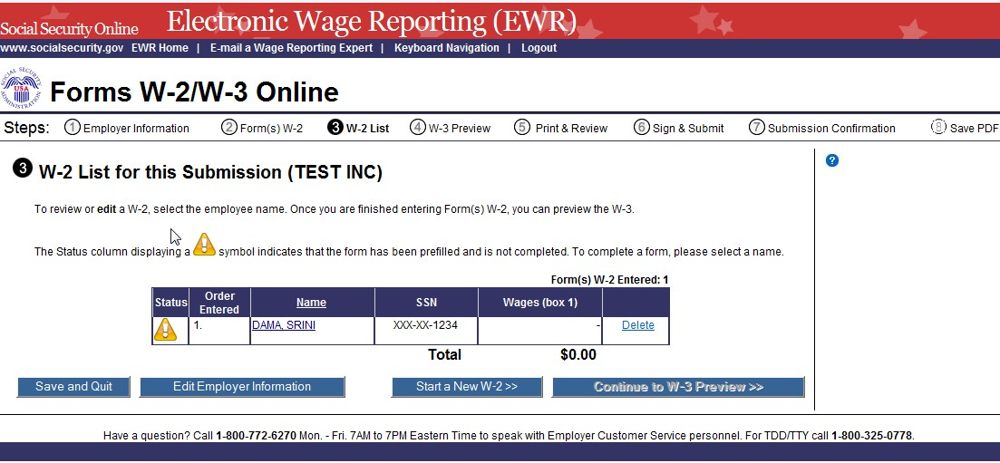 Social Security Online Electronic Wage Reporting (EWR)
www.socialsecurity.gov EWR Home | E-mail a Wage Reporting Expert | Keyboard Navigation | Logout
SOCIAL SECURITY ADMINISTRATION USA
Forms W-2/W-3 Online
Steps: 1 Employer Information 2 Form(s) W-2 3 W-2 List 4 W-3 Preview 5 Print & Review 6 Sign & Submit 7 Submission Confirmation 8 Save PDF
3 W-2 List for this Submission (TEST INC)
?
To review or edit a W-2, select the employee name. Once you are finished entering Form(s) W-2, you can preview the W-3.
The Status column displaying a ! symbol indicates that the form has been prefilled and is not completed. To complete a form, please select a name.
Form(s) W-2 Entered: 1
Status Order Entered Name SSN Wages (box 1)
! 1. DAMA, SRINI XXX-XX-1234 - Delete
Total $0.00
Save and Quit Edit Employer Information Start a New W-2 >> Continue to W-3 Preview >>
Have a question? Call 1-800-772-6270 Mon. - Fri. 7AM to 7PM Eastern Time to speak with Employer Customer Service personnel. For TDD/TTY call 1-800-325-0778.